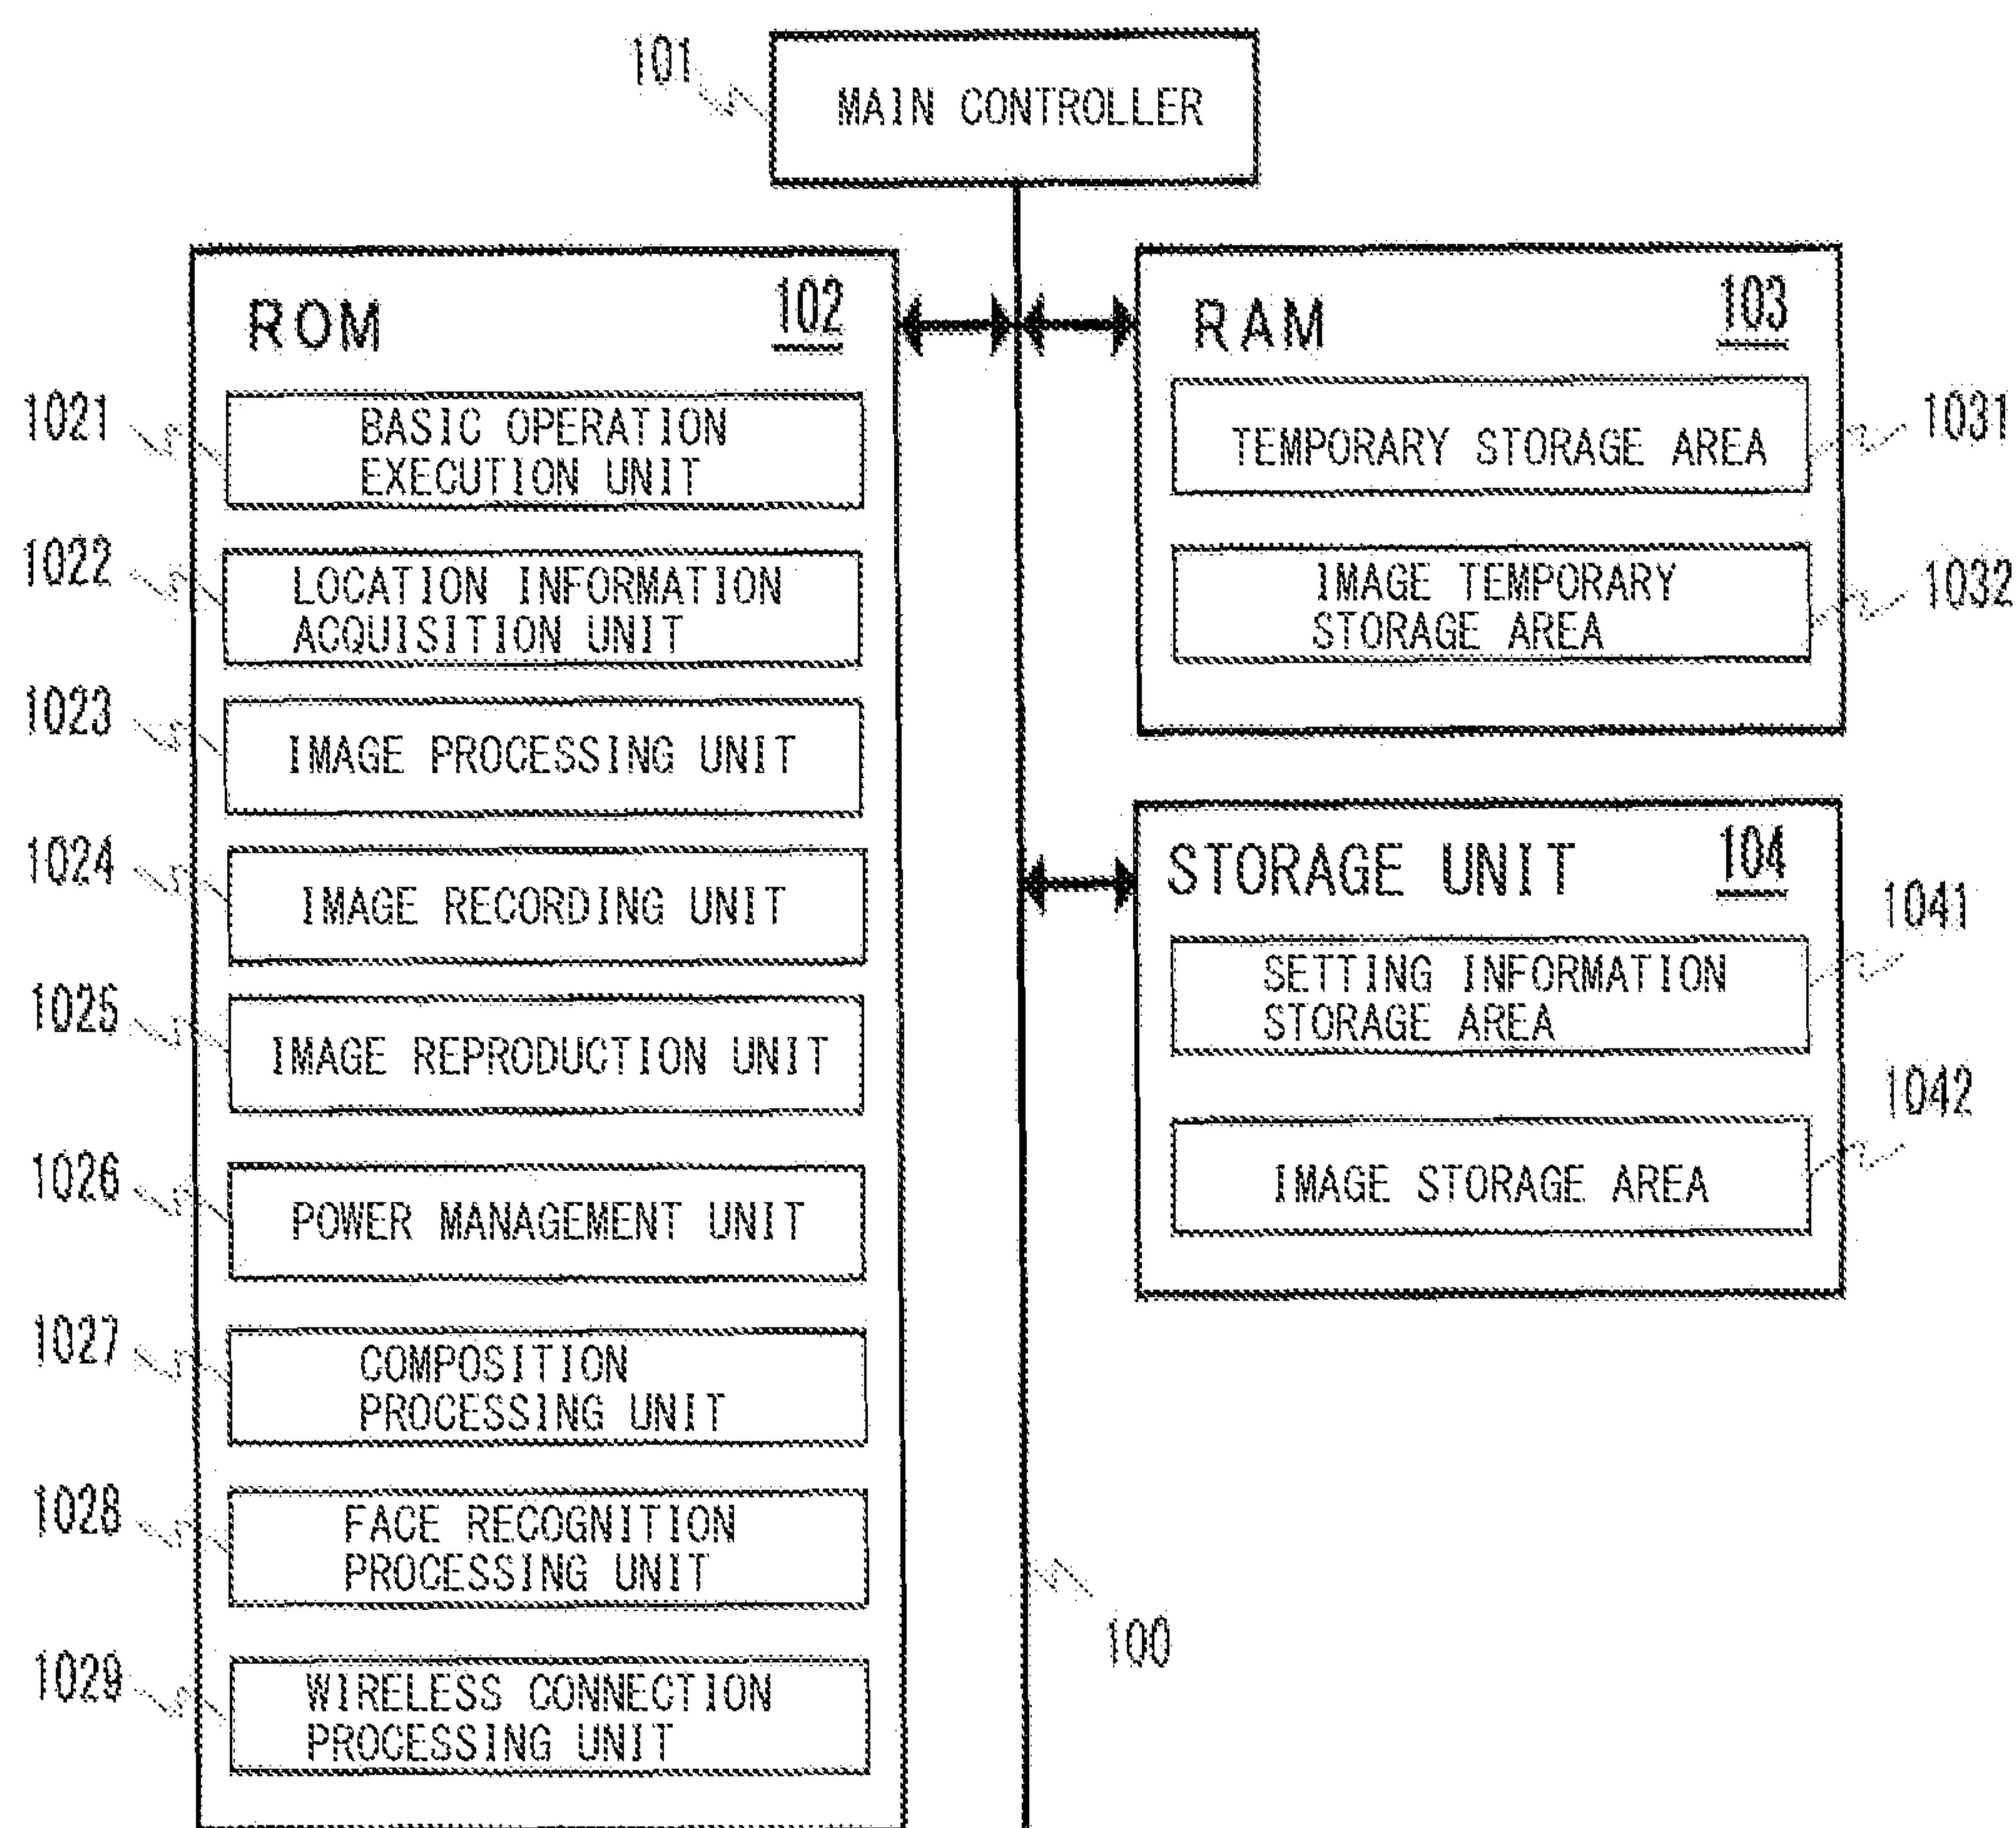 101
MAIN CONTROLLER
ROM
102
1021
BASIC OPERATION
EXECUTION UNIT
1022
LOCATION INFORMATION
ACQUISITION UNIT
1023
IMAGE PROCESSING UNIT
1024
IMAGE RECORDING UNIT
1025
IMAGE REPRODUCTION UNIT
1026
POWER MANAGEMENT UNIT
1027
COMPOSITION
PROCESSING UNIT
1028
FACE RECOGNITION
PROCESSING UNIT
1029
WIRELESS CONNECTION
PROCESSING UNIT
RAM
103
TEMPORARY STORAGE AREA
1031
IMAGE TEMPORARY
STORAGE AREA
1032
STORAGE UNIT
104
1041
SETTING INFORMATION
STORAGE AREA
1042
IMAGE STORAGE AREA
100